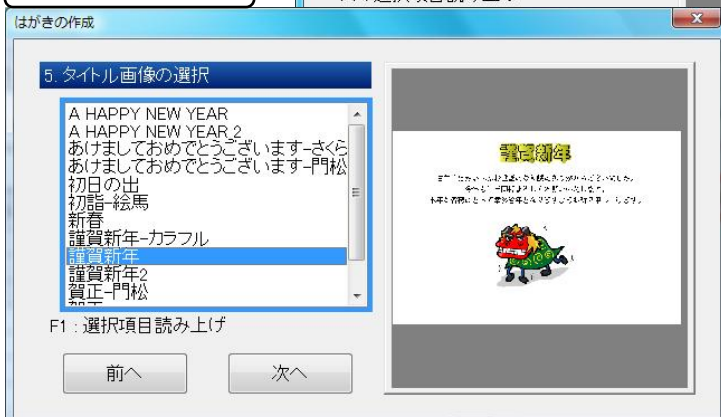 はがきの作成
5. タイトル画像の選択
A HAPPY NEW YEAR
A HAPPY NEW YEAR 2
あけましておめでとうございます-さくら
あけましておめでとうございます-門松
初日の出
初詣-絵馬
新春
謹賀新年-カラフル
謹賀新年
謹賀新年2
賀正-門松
F1 : 選択項目読み上げ
前へ
次へ
謹賀新年